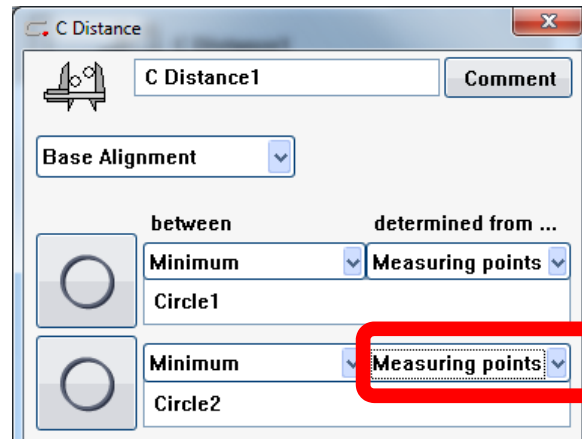 C Distance
C Distance1 Comment
Base Alignment
between determined from ...
Minimum Measuring points
Circle1
Minimum Measuring points
Circle2